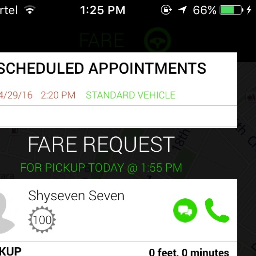 rtel 1:25 PM 66%
FARE
SCHEDULED APPOINTMENTS
4/29/16 2:20 PM STANDARD VEHICLE
FARE REQUEST
FOR PICKUP TODAY @ 1:55 PM
Shyseven Seven
100
KUP 0 feet, 0 minutes